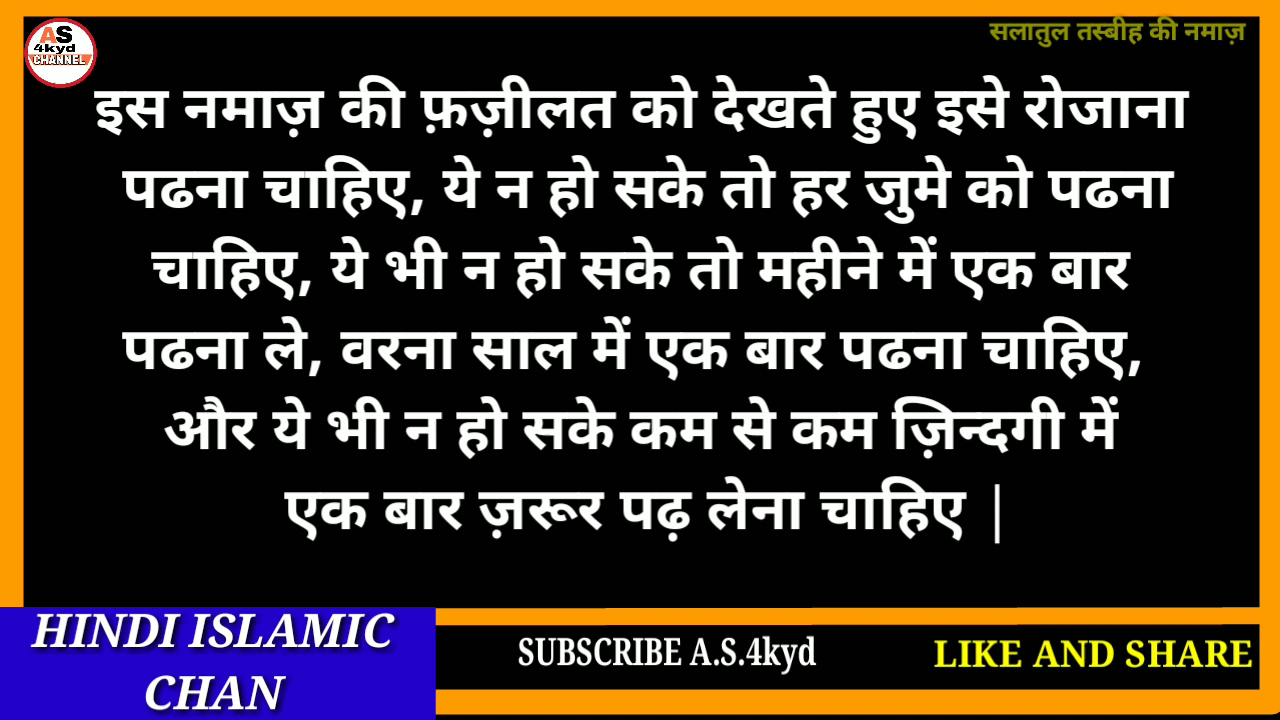 AS
4kyd
CHANNEL
सलातुल तस्बीह की नमाज़
इस नमाज़ की फ़ज़ीलत को देखते हुए इसे रोजाना
पढना चाहिए, ये न हो सके तो हर जुमे को पढना
चाहिए, ये भी न हो सके तो महीने में एक बार
पढना ले, वरना साल में एक बार पढना चाहिए,
और ये भी न हो सके कम से कम ज़िन्दगी में
एक बार ज़रूर पढ़ लेना चाहिए |
HINDI ISLAMIC
CHAN
SUBSCRIBE A.S.4kyd
LIKE AND SHARE